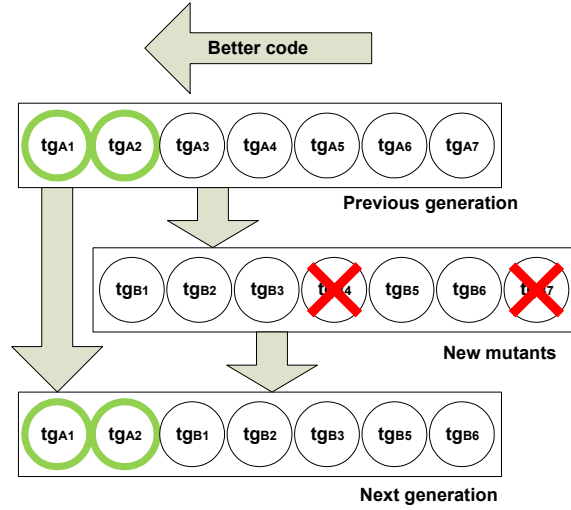 Better code
tgA1 tgA2 tgA3 tgA4 tgA5 tgA6 tgA7
Previous generation
tgB1 tgB2 tgB3 tgB5 tgB6
New mutants
tgA1 tgA2 tgB1 tgB2 tgB3 tgB5 tgB6
Next generation